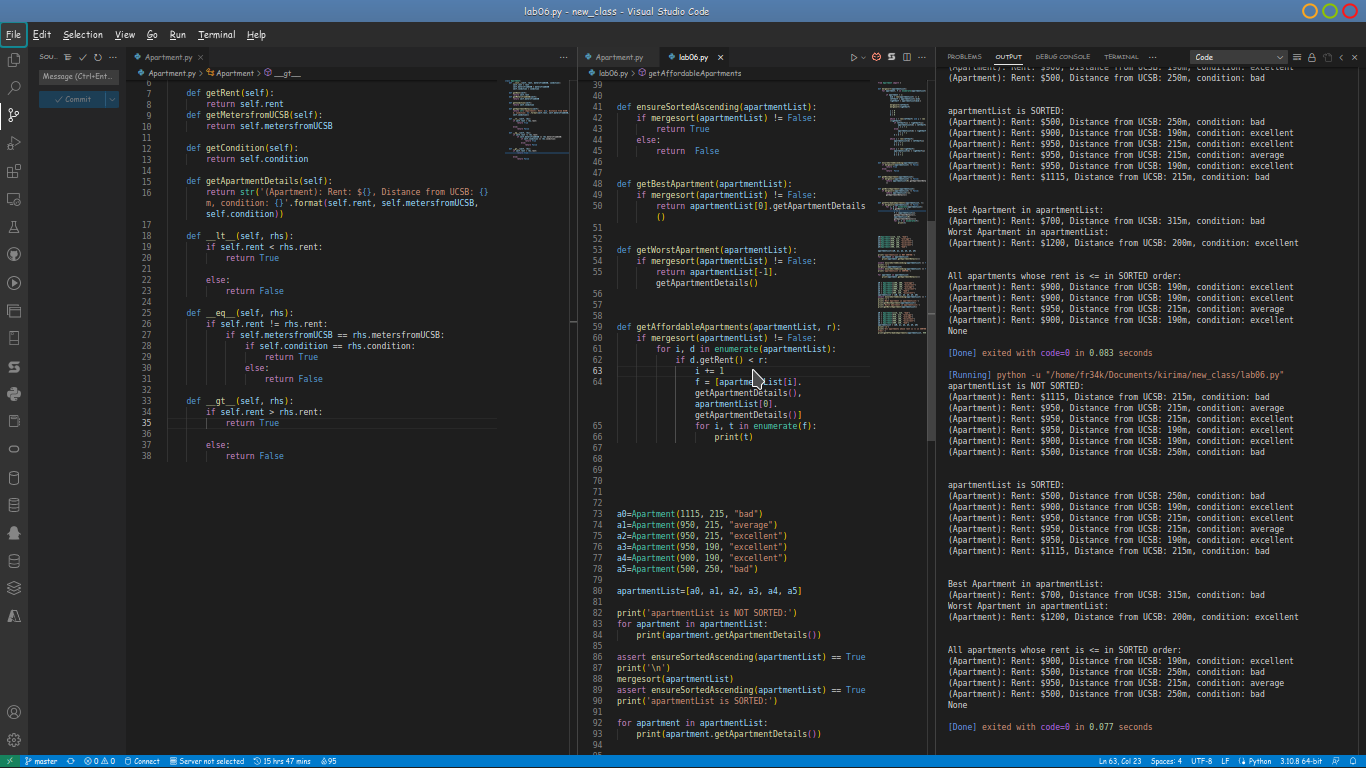 lab06.py - new_class - Visual Studio Code
File Edit Selection View Go Run Terminal Help
SOU...
Message (Ctrl+Ent...
Commit
Apartment.py
Apartment.py > Apartment > __gt__
6
7 def getRent(self):
8 return self.rent
9 def getMetersfromUCSB(self):
10 return self.metersfromUCSB
11
12 def getCondition(self):
13 return self.condition
14
15 def getApartmentDetails(self):
16 return str('(Apartment): Rent: ${}, Distance from UCSB: {}
m, condition: {}'.format(self.rent, self.metersfromUCSB,
self.condition))
17
18 def __lt__(self, rhs):
19 if self.rent < rhs.rent:
20 return True
21
22 else:
23 return False
24
25 def __eq__(self, rhs):
26 if self.rent != rhs.rent:
27 if self.metersfromUCSB == rhs.metersfromUCSB:
28 if self.condition == rhs.condition:
29 return True
30 else:
31 return False
32
33 def __gt__(self, rhs):
34 if self.rent > rhs.rent:
35 return True
36
37 else:
38 return False
Apartment.py lab06.py
lab06.py > getAffordableApartments
39
40
41 def ensureSortedAscending(apartmentList):
42 if mergesort(apartmentList) != False:
43 return True
44 else:
45 return  False
46
47
48 def getBestApartment(apartmentList):
49 if mergesort(apartmentList) != False:
50 return apartmentList[0].getApartmentDetails
()
51
52
53 def getWorstApartment(apartmentList):
54 if mergesort(apartmentList) != False:
55 return apartmentList[-1].
getApartmentDetails()
56
57
58
59 def getAffordableApartments(apartmentList, r):
60 if mergesort(apartmentList) != False:
61 for i, d in enumerate(apartmentList):
62 if d.getRent() < r:
63 i += 1
64 f = [apartmentList[i].
getApartmentDetails(),
apartmentList[0].
getApartmentDetails()]
65 for i, t in enumerate(f):
66 print(t)
67
68
69
70
71
72
73 a0=Apartment(1115, 215, "bad")
74 a1=Apartment(950, 215, "average")
75 a2=Apartment(950, 215, "excellent")
76 a3=Apartment(950, 190, "excellent")
77 a4=Apartment(900, 190, "excellent")
78 a5=Apartment(500, 250, "bad")
79
80 apartmentList=[a0, a1, a2, a3, a4, a5]
81
82 print('apartmentList is NOT SORTED:')
83 for apartment in apartmentList:
84 print(apartment.getApartmentDetails())
85
86 assert ensureSortedAscending(apartmentList) == True
87 print('\n')
88 mergesort(apartmentList)
89 assert ensureSortedAscending(apartmentList) == True
90 print('apartmentList is SORTED:')
91
92 for apartment in apartmentList:
93 print(apartment.getApartmentDetails())
94
PROBLEMS OUTPUT DEBUG CONSOLE TERMINAL ... Code
(Apartment): Rent: $900, Distance from UCSB: 190m, condition: excellent
(Apartment): Rent: $500, Distance from UCSB: 250m, condition: bad
apartmentList is SORTED:
(Apartment): Rent: $500, Distance from UCSB: 250m, condition: bad
(Apartment): Rent: $900, Distance from UCSB: 190m, condition: excellent
(Apartment): Rent: $950, Distance from UCSB: 215m, condition: excellent
(Apartment): Rent: $950, Distance from UCSB: 215m, condition: average
(Apartment): Rent: $950, Distance from UCSB: 190m, condition: excellent
(Apartment): Rent: $1115, Distance from UCSB: 215m, condition: bad
Best Apartment in apartmentList:
(Apartment): Rent: $700, Distance from UCSB: 315m, condition: bad
Worst Apartment in apartmentList:
(Apartment): Rent: $1200, Distance from UCSB: 200m, condition: excellent
All apartments whose rent is <= in SORTED order:
(Apartment): Rent: $900, Distance from UCSB: 190m, condition: excellent
(Apartment): Rent: $900, Distance from UCSB: 190m, condition: excellent
(Apartment): Rent: $950, Distance from UCSB: 215m, condition: average
(Apartment): Rent: $900, Distance from UCSB: 190m, condition: excellent
None
[Done] exited with code=0 in 0.083 seconds
[Running] python -u "/home/fr34k/Documents/kirima/new_class/lab06.py"
apartmentList is NOT SORTED:
(Apartment): Rent: $1115, Distance from UCSB: 215m, condition: bad
(Apartment): Rent: $950, Distance from UCSB: 215m, condition: average
(Apartment): Rent: $950, Distance from UCSB: 215m, condition: excellent
(Apartment): Rent: $950, Distance from UCSB: 190m, condition: excellent
(Apartment): Rent: $900, Distance from UCSB: 190m, condition: excellent
(Apartment): Rent: $500, Distance from UCSB: 250m, condition: bad
apartmentList is SORTED:
(Apartment): Rent: $500, Distance from UCSB: 250m, condition: bad
(Apartment): Rent: $900, Distance from UCSB: 190m, condition: excellent
(Apartment): Rent: $950, Distance from UCSB: 215m, condition: excellent
(Apartment): Rent: $950, Distance from UCSB: 215m, condition: average
(Apartment): Rent: $950, Distance from UCSB: 190m, condition: excellent
(Apartment): Rent: $1115, Distance from UCSB: 215m, condition: bad
Best Apartment in apartmentList:
(Apartment): Rent: $700, Distance from UCSB: 315m, condition: bad
Worst Apartment in apartmentList:
(Apartment): Rent: $1200, Distance from UCSB: 200m, condition: excellent
All apartments whose rent is <= in SORTED order:
(Apartment): Rent: $900, Distance from UCSB: 190m, condition: excellent
(Apartment): Rent: $500, Distance from UCSB: 250m, condition: bad
(Apartment): Rent: $950, Distance from UCSB: 215m, condition: average
(Apartment): Rent: $500, Distance from UCSB: 250m, condition: bad
None
[Done] exited with code=0 in 0.077 seconds
master 0 0 Connect Server not selected 15 hrs 47 mins 95 Ln 63, Col 23 Spaces: 4 UTF-8 LF Python 3.10.8 64-bit